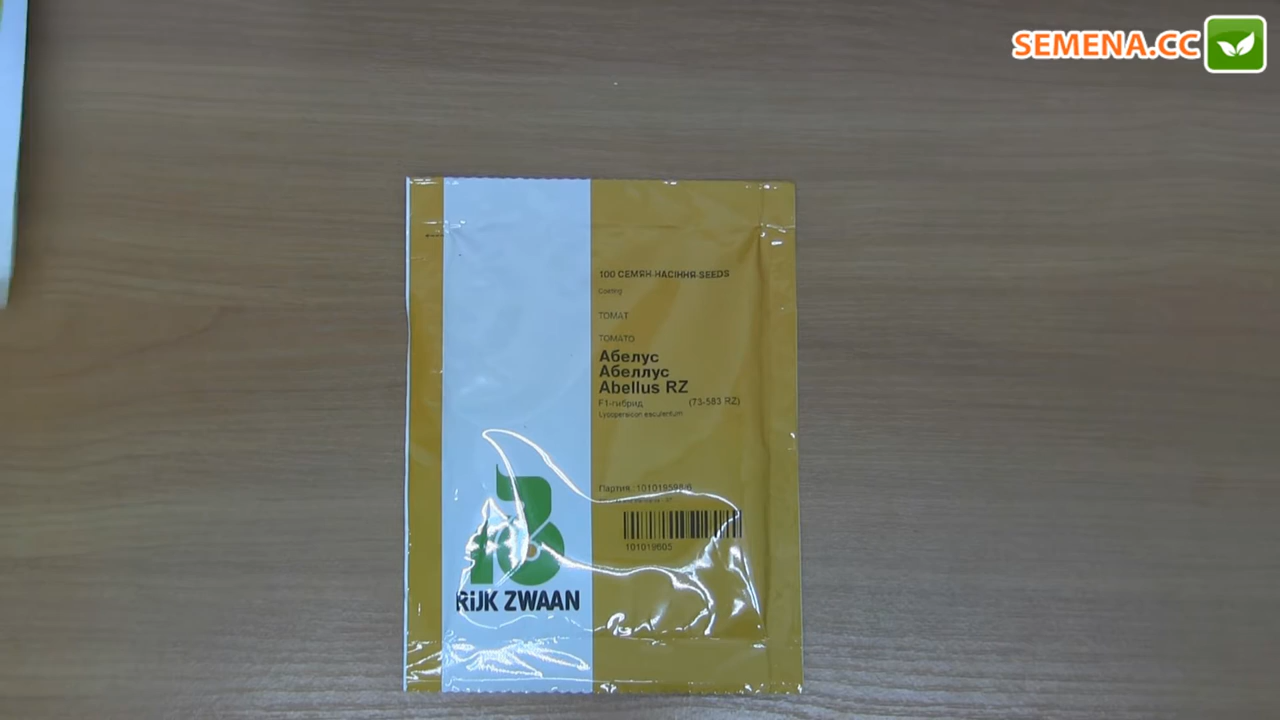 SEMENA.CC
100 СЕМЯН-НАСІННЯ-SEEDS
Coating
ТОМАТ
TOMATO
Абелус
Абеллус
Abellus RZ
F1-гибрид (73-583 RZ)
Lycopersicon esculentum
Партия.: 101019598/6
101019605
RIJK ZWAAN